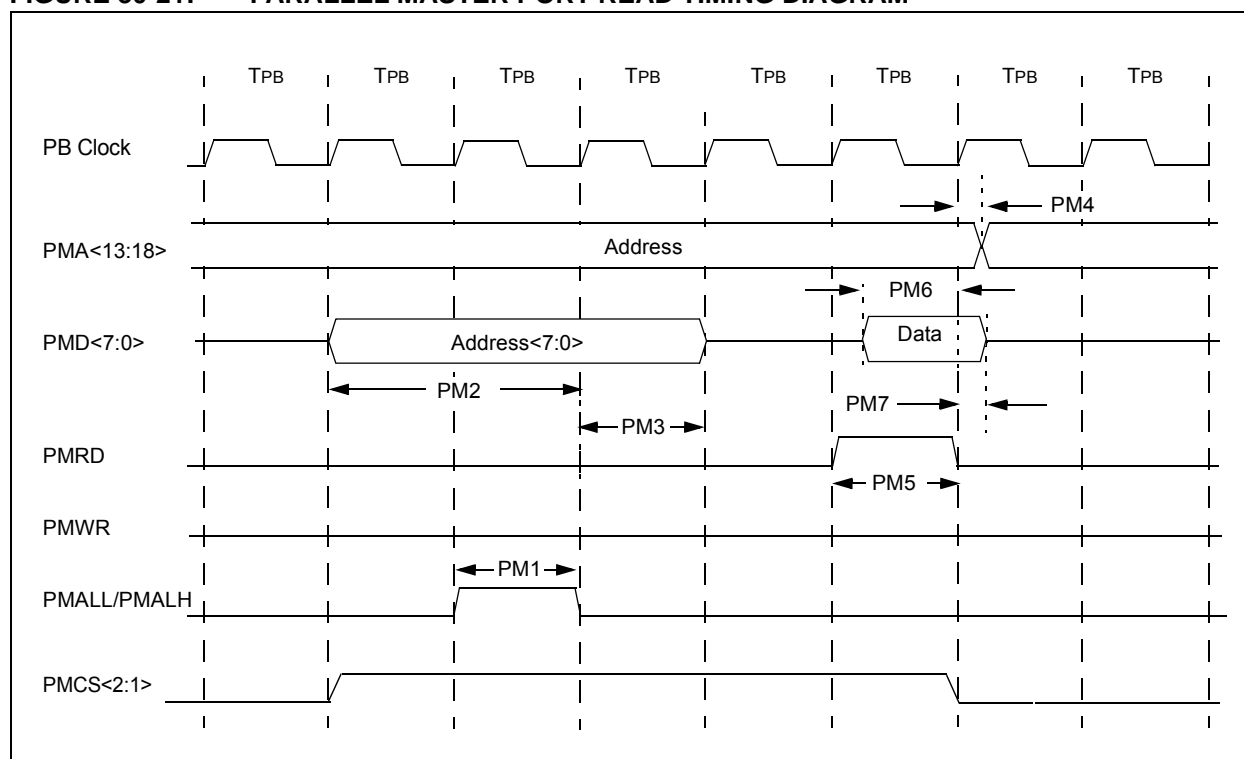 FIGURE PARALLEL MASTER PORT READ TIMING DIAGRAM
TPB TPB TPB TPB TPB TPB TPB TPB
PB Clock
PM4
PMA<13:18>
Address
PM6
PMD<7:0>
Address<7:0>
Data
PM2
PM7
PM3
PMRD
PM5
PMWR
PM1
PMALL/PMALH
PMCS<2:1>